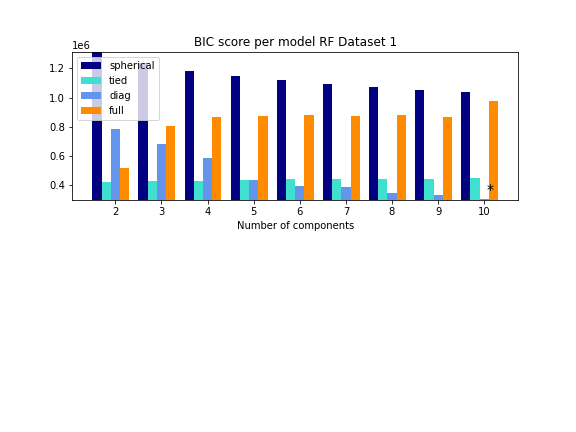 BIC score per model RF Dataset 1
1e6
1.2
1.0
0.8
0.6
0.4
spherical
tied
diag
full
*
2 3 4 5 6 7 8 9 10
Number of components